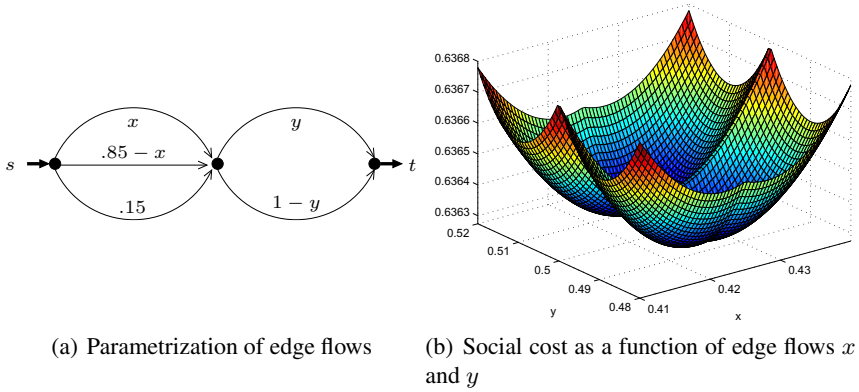 s
x
.85 − x
.15
y
1 − y
t
0.6368
0.6367
0.6366
0.6365
0.6364
0.6363
0.52
0.51
0.5
0.49
0.48
y
0.41
0.42
0.43
x
(a) Parametrization of edge flows
(b) Social cost as a function of edge flows x
and y